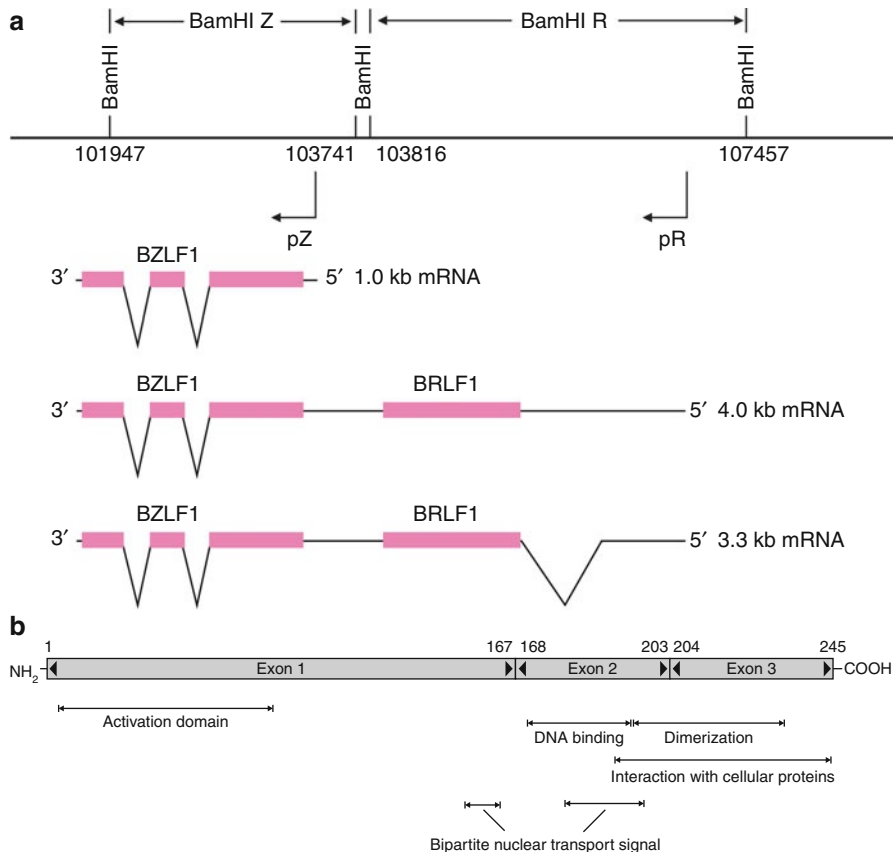 a
BamHI Z
BamHI R
BamHI
BamHI
BamHI
101947
103741
103816
107457
pZ
pR
BZLF1
3′
5′ 1.0 kb mRNA
BZLF1
BRLF1
3′
5′ 4.0 kb mRNA
BZLF1
BRLF1
3′
5′ 3.3 kb mRNA
b
1
167
168
203
204
245
NH2
Exon 1
Exon 2
Exon 3
COOH
Activation domain
DNA binding
Dimerization
Interaction with cellular proteins
Bipartite nuclear transport signal